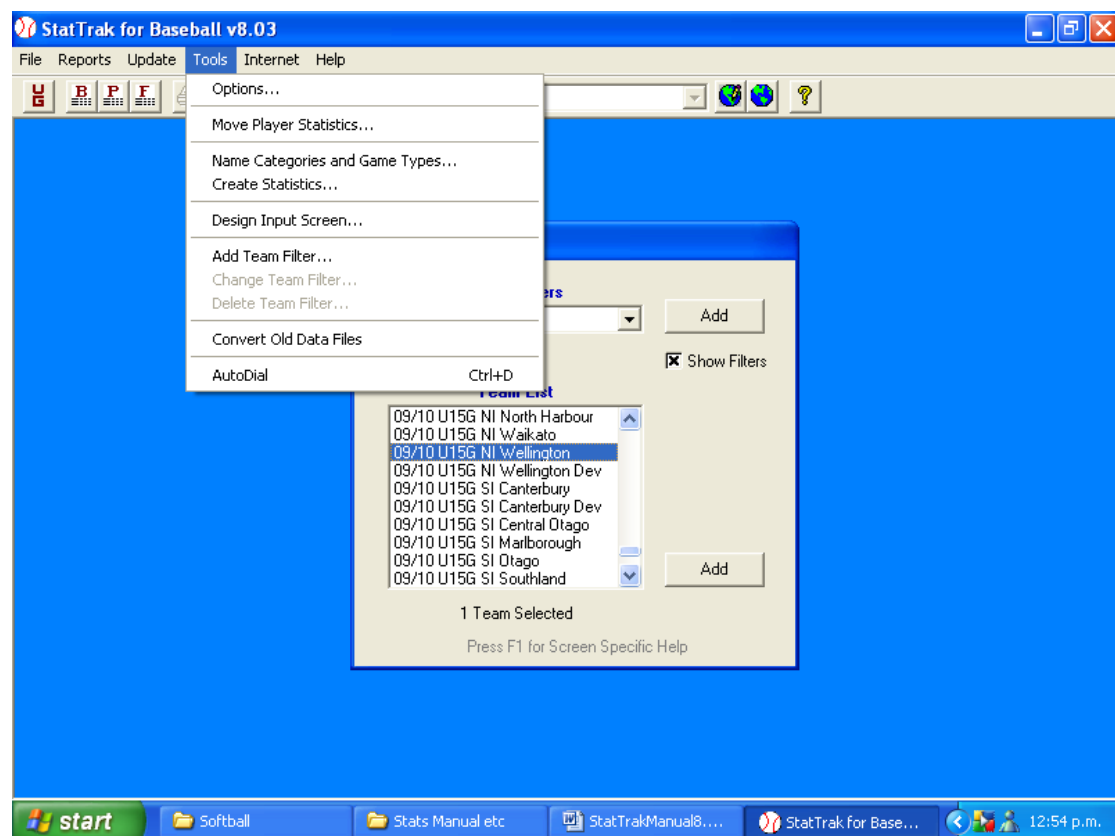 StatTrak for Baseball v8.03
File Reports Update Tools Internet Help
U G B P F ?
Options...
Move Player Statistics...
Name Categories and Game Types...
Create Statistics...
Design Input Screen...
Add Team Filter...
Change Team Filter...
Delete Team Filter...
Convert Old Data Files
AutoDial Ctrl+D
ers
Add
Show Filters
Team List
09/10 U15G NI North Harbour
09/10 U15G NI Waikato
09/10 U15G NI Wellington
09/10 U15G NI Wellington Dev
09/10 U15G SI Canterbury
09/10 U15G SI Canterbury Dev
09/10 U15G SI Central Otago
09/10 U15G SI Marlborough
09/10 U15G SI Otago
09/10 U15G SI Southland
Add
1 Team Selected
Press F1 for Screen Specific Help
start Softball Stats Manual etc StatTrakManual8.... StatTrak for Base... 12:54 p.m.